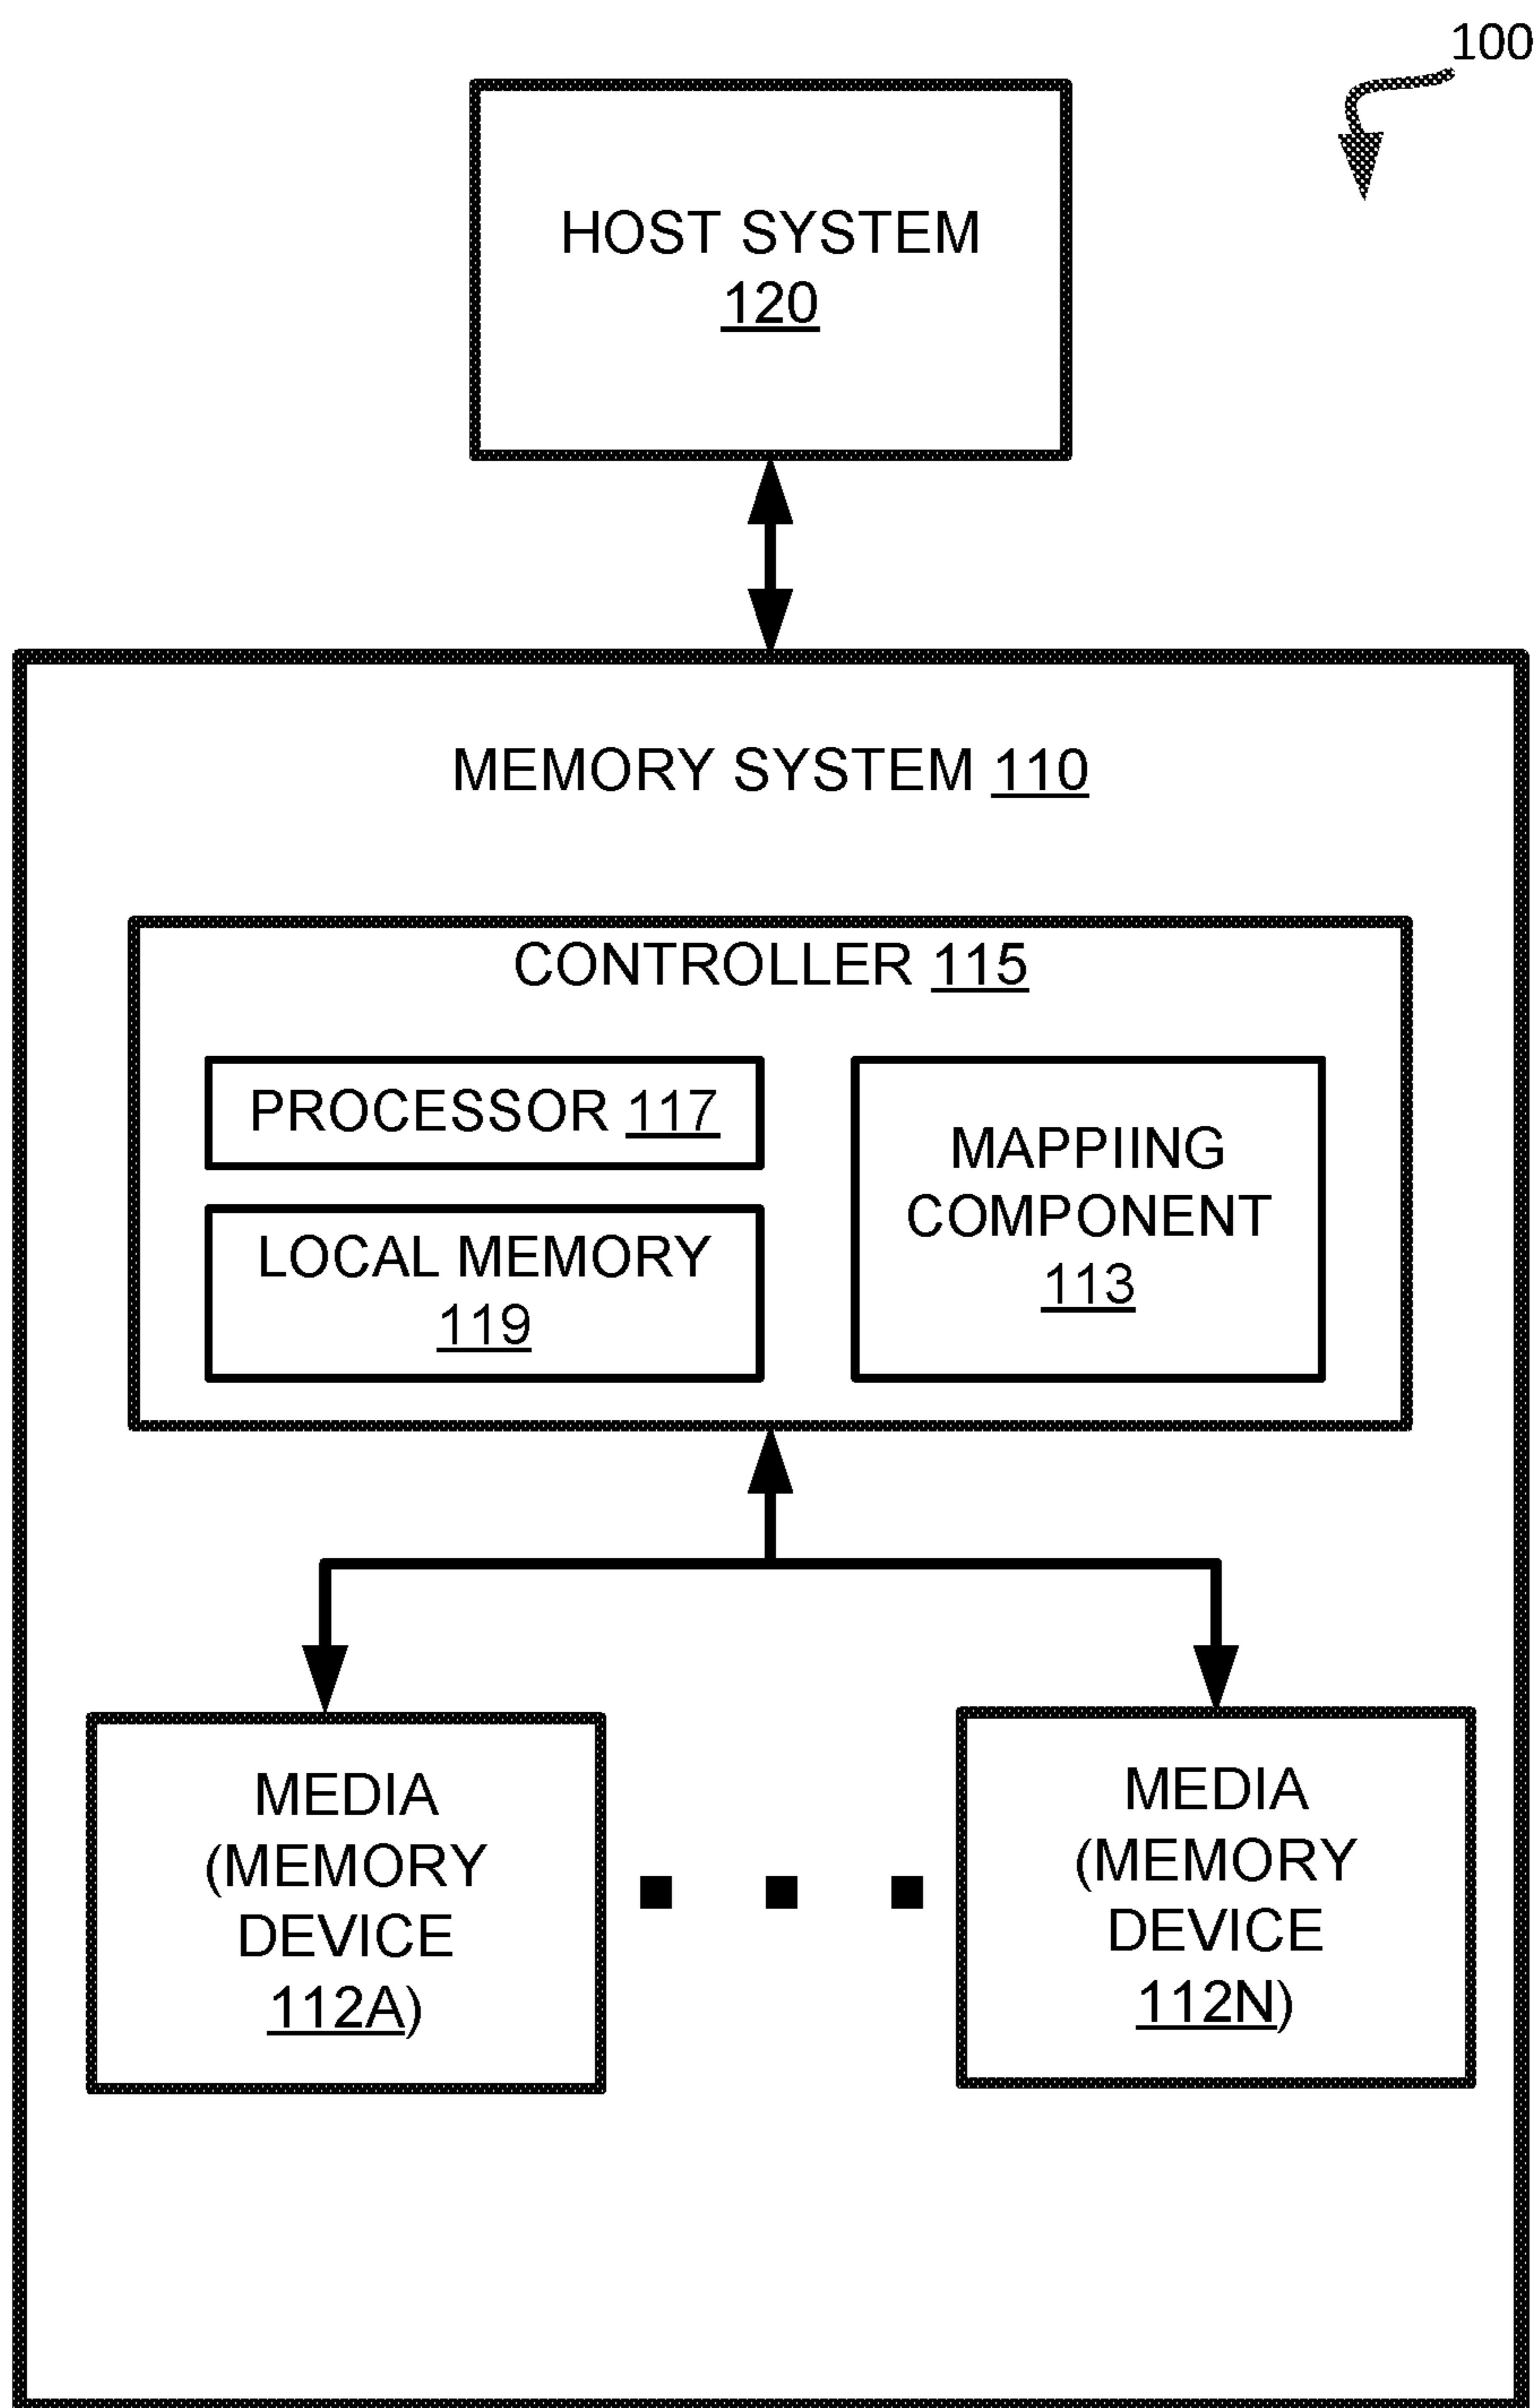 100
HOST SYSTEM
120
MEMORY SYSTEM 110
CONTROLLER 115
PROCESSOR 117
LOCAL MEMORY
119
MAPPIING
COMPONENT
113
MEDIA
(MEMORY
DEVICE
112A)
MEDIA
(MEMORY
DEVICE
112N)